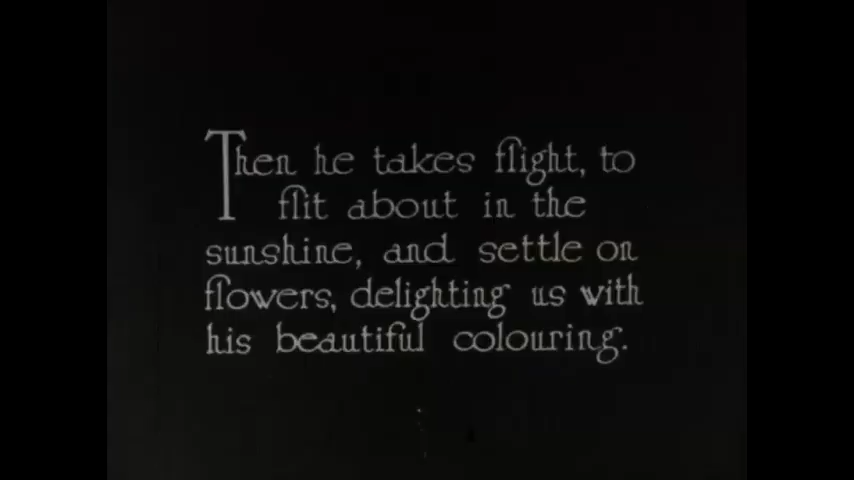 Then he takes flight, to
flit about in the
sunshine, and settle on
flowers, delighting us with
his beautiful colouring.